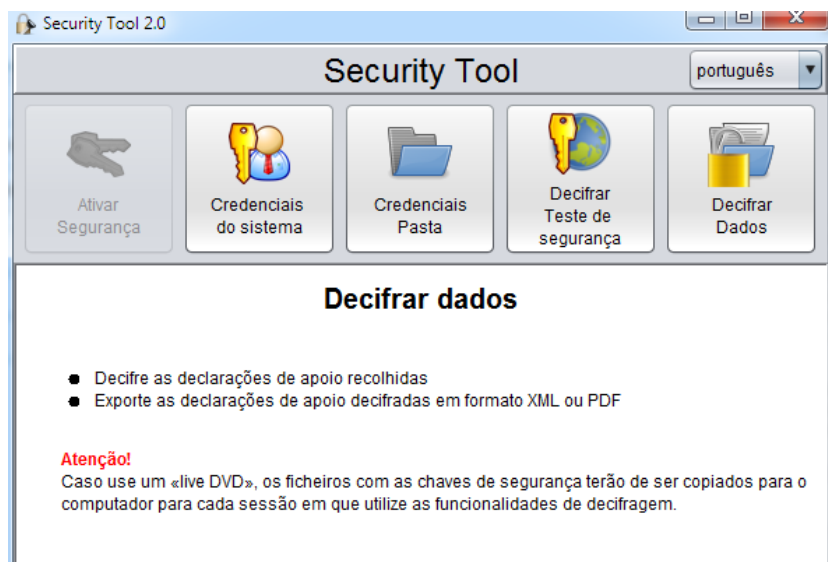 Security Tool 2.0
Security Tool
português
Ativar
Segurança
Credenciais
do sistema
Credenciais
Pasta
Decifrar
Teste de
segurança
Decifrar
Dados
Decifrar dados
Decifre as declarações de apoio recolhidas
Exporte as declarações de apoio decifradas em formato XML ou PDF
Atenção!
Caso use um «live DVD», os ficheiros com as chaves de segurança terão de ser copiados para o
computador para cada sessão em que utilize as funcionalidades de decifragem.